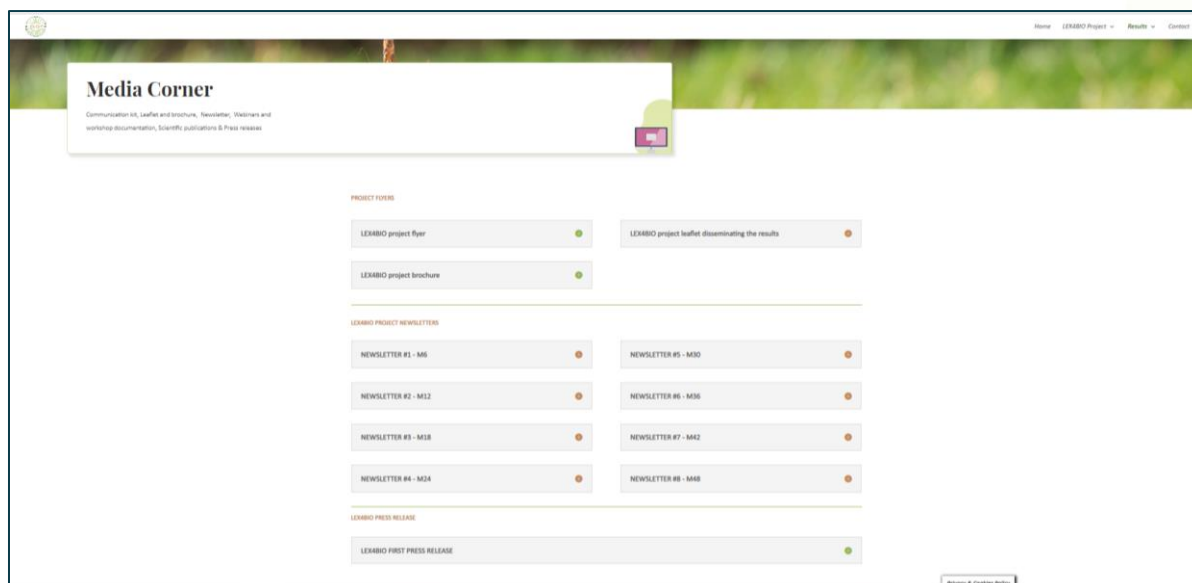 Home LEX4BIO Project Results Contact
Media Corner
Communication kit, Leaflet and brochure, Newsletter, Webinars and
workshop documentation, Scientific publications & Press releases
PROJECT FLYERS
LEX4BIO project flyer
LEX4BIO project leaflet disseminating the results
LEX4BIO project brochure
LEX4BIO PROJECT NEWSLETTERS
NEWSLETTER #1 - M6
NEWSLETTER #5 - M30
NEWSLETTER #2 - M12
NEWSLETTER #6 - M36
NEWSLETTER #3 - M18
NEWSLETTER #7 - M42
NEWSLETTER #4 - M24
NEWSLETTER #8 - M48
LEX4BIO PRESS RELEASE
LEX4BIO FIRST PRESS RELEASE
Privacy & Cookies Policy